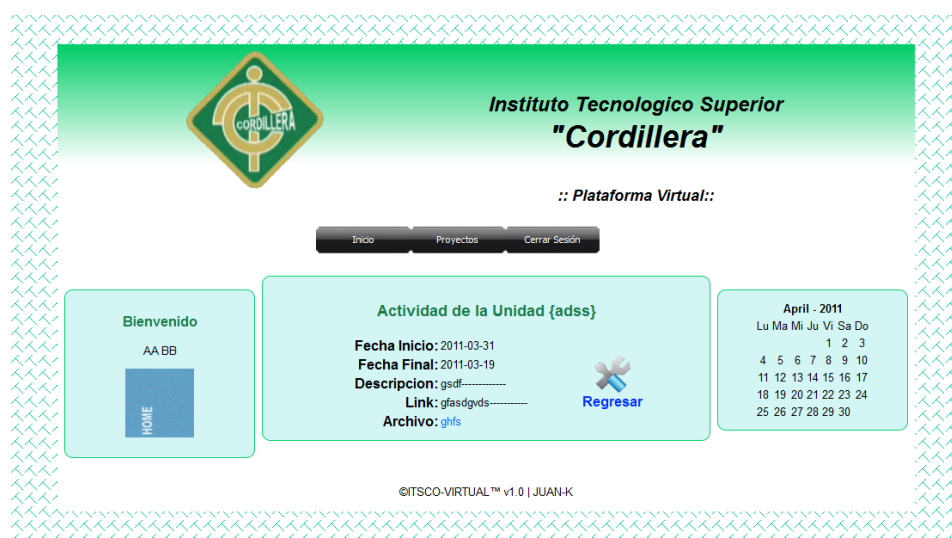 CORDILLERA
Instituto Tecnologico Superior
"Cordillera"
:: Plataforma Virtual::
Inicio Proyectos Cerrar Sesión
Bienvenido
AA BB
HOME
Actividad de la Unidad {adss}
Fecha Inicio: 2011-03-31
Fecha Final: 2011-03-19
Descripcion: gsdf-------------
Link: gfasdgvds-----------
Archivo: ghfs
Regresar
April - 2011
Lu Ma Mi Ju Vi Sa Do
1 2 3
4 5 6 7 8 9 10
11 12 13 14 15 16 17
18 19 20 21 22 23 24
25 26 27 28 29 30
©ITSCO-VIRTUAL™ v1.0 | JUAN-K